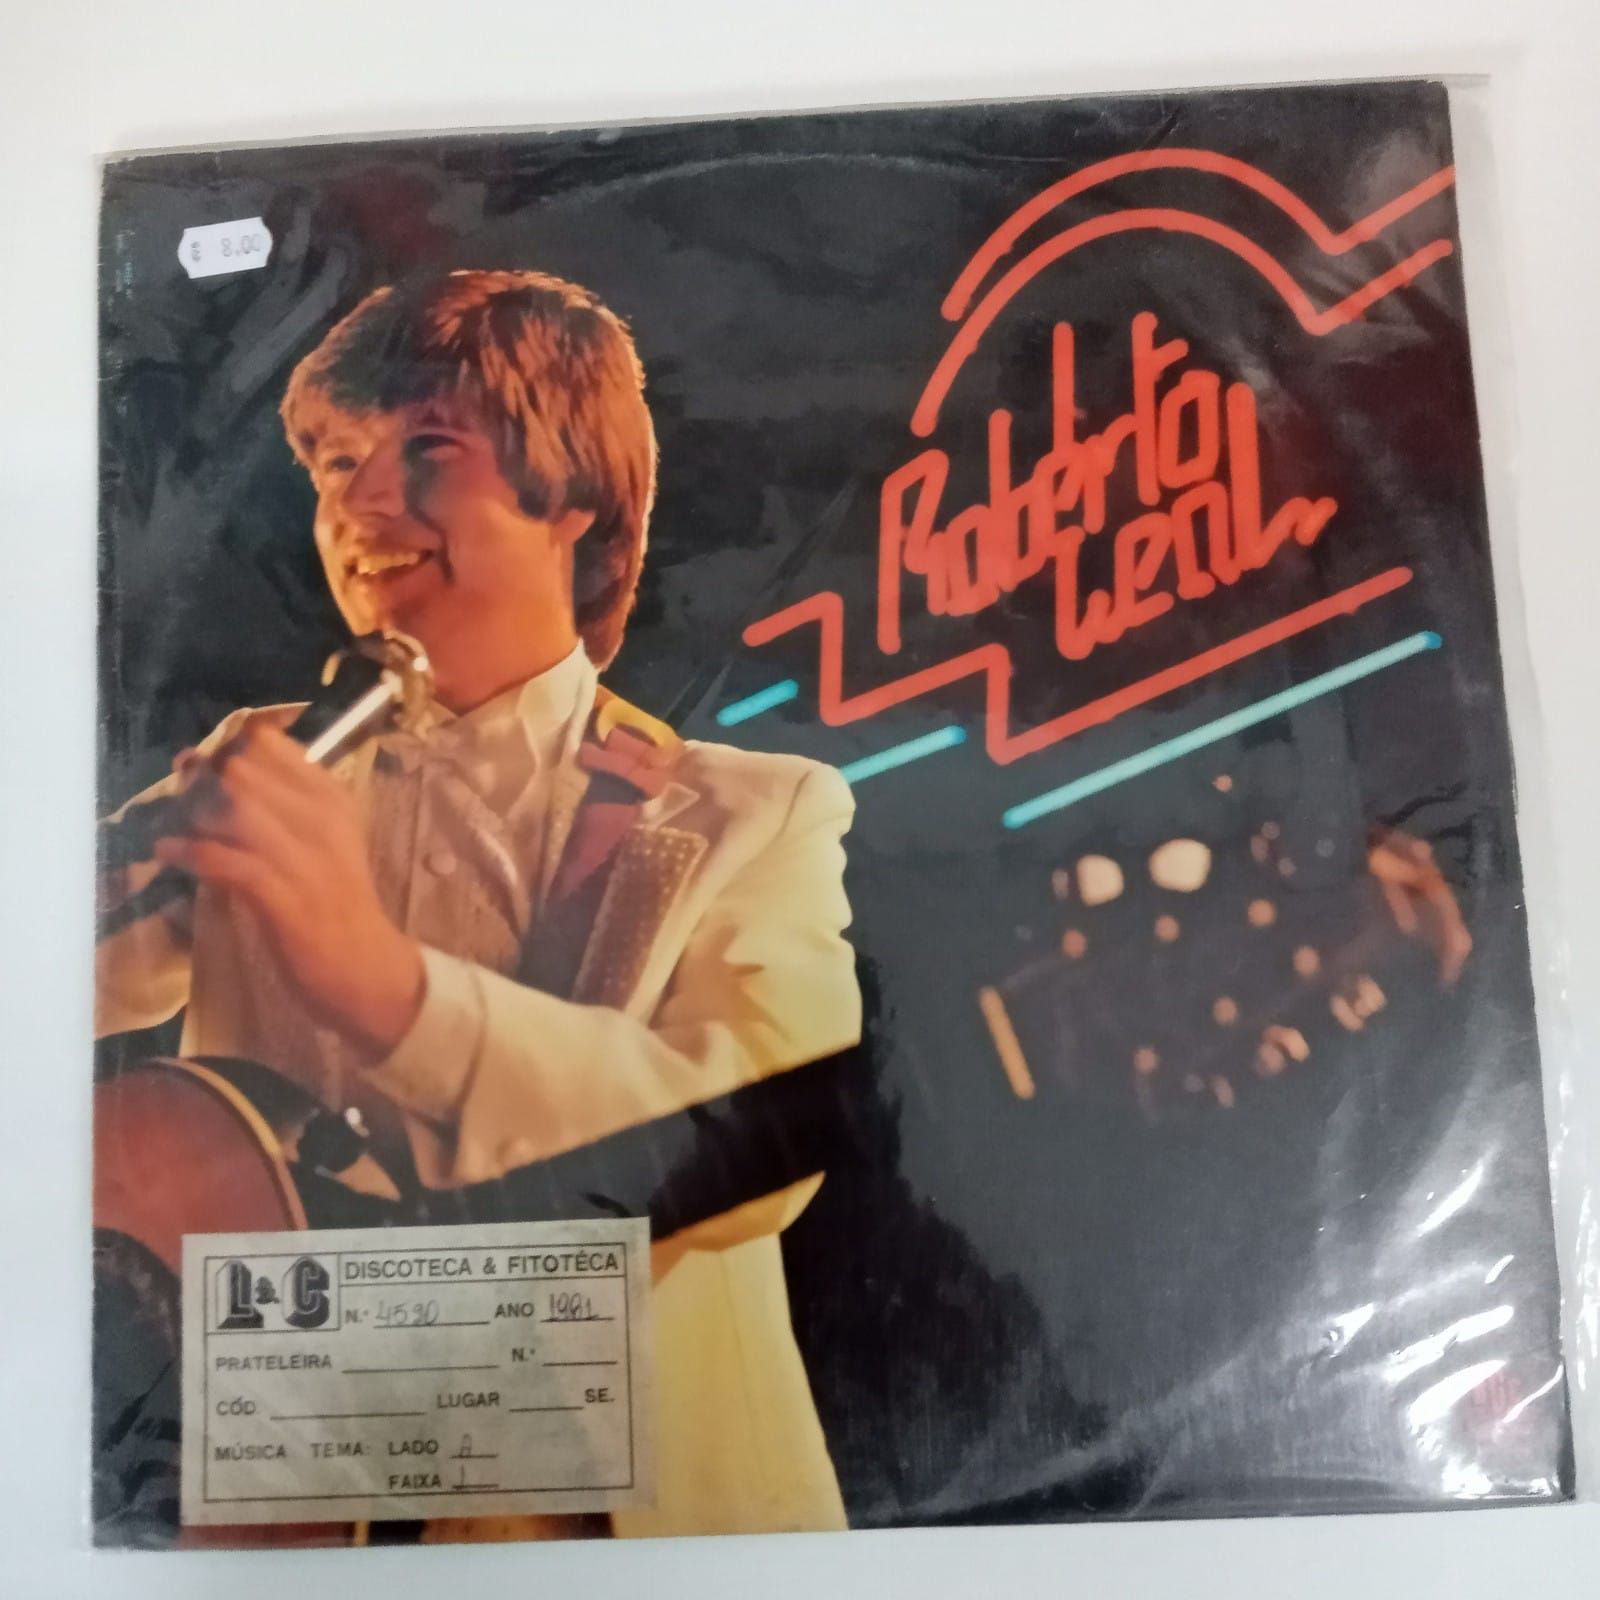 $ 8,00
Roberto
Leal
L & C
DISCOTECA & FITOTÉCA
N.º 4590 ANO 1981
PRATELEIRA N.º
CÓD. LUGAR SE.
MÚSICA TEMA: LADO A
FAIXA 1